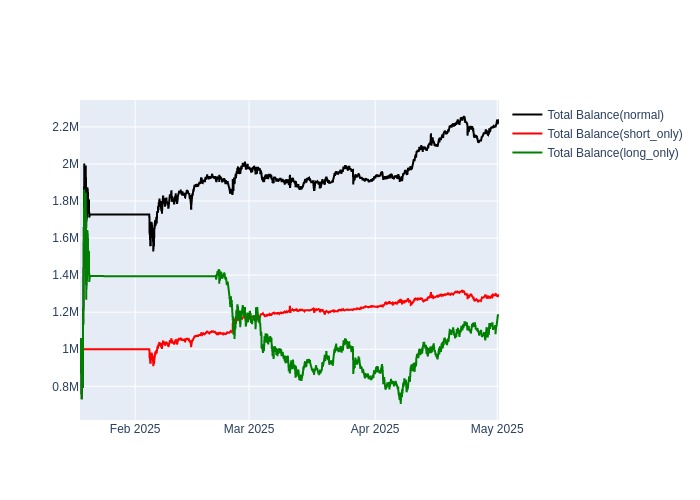 2.2M
2M
1.8M
1.6M
1.4M
1.2M
1M
0.8M
Feb 2025
Mar 2025
Apr 2025
May 2025
Total Balance(normal)
Total Balance(short_only)
Total Balance(long_only)